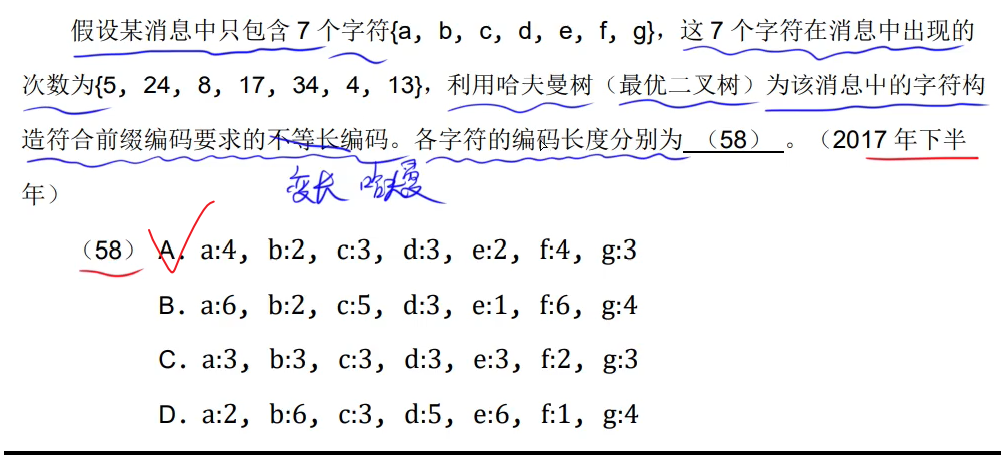 假设某消息中只包含 7 个字符{a，b，c，d，e，f，g}，这 7 个字符在消息中出现的
次数为{5，24，8，17，34，4，13}，利用哈夫曼树（最优二叉树）为该消息中的字符构
造符合前缀编码要求的不等长编码。各字符的编码长度分别为 （58） 。（2017 年下半
年）
变长 哈夫曼
（58） A. a:4, b:2, c:3, d:3, e:2, f:4, g:3
B. a:6, b:2, c:5, d:3, e:1, f:6, g:4
C. a:3, b:3, c:3, d:3, e:3, f:2, g:3
D. a:2, b:6, c:3, d:5, e:6, f:1, g:4